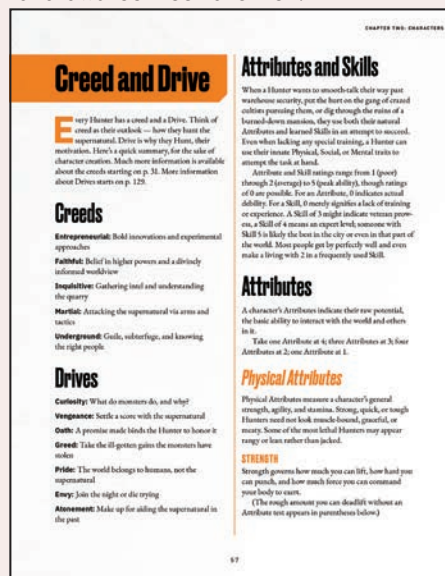 CHAPTER TWO: CHARACTERS
Creed and Drive
Every Hunter has a creed and a Drive. Think of
creed as their outlook — how they hunt the
supernatural. Drive is why they Hunt, their
motivation. Here's a quick summary, for the sake of
character creation. Much more information is available
about the creeds starting on p. 31. More information
about Drives starts on p. 129.
Creeds
Entrepreneurial: Bold innovations and experimental
approaches
Faithful: Belief in higher powers and a divinely
informed worldview
Inquisitive: Gathering intel and understanding
the quarry
Martial: Attacking the supernatural via arms and
tactics
Underground: Guile, subterfuge, and knowing
the right people
Drives
Curiosity: What do monsters do, and why?
Vengeance: Settle a score with the supernatural
Oath: A promise made binds the Hunter to honor it
Greed: Take the ill-gotten gains the monsters have
stolen
Pride: The world belongs to humans, not the
supernatural
Envy: Join the night or die trying
Atonement: Make up for aiding the supernatural in
the past
Attributes and Skills
When a Hunter wants to smooth-talk their way past
warehouse security, put the hurt on the gang of crazed
cultists pursuing them, or dig through the ruins of a
burned-down mansion, they use both their natural
Attributes and learned Skills in an attempt to succeed.
Even when lacking any special training, a Hunter can
use their innate Physical, Social, or Mental traits to
attempt the task at hand.
Attribute and Skill ratings range from 1 (poor)
through 2 (average) to 5 (peak ability), though ratings
of 0 are possible. For an Attribute, 0 indicates actual
debility. For a Skill, 0 merely signifies a lack of training
or experience. A Skill of 3 might indicate veteran prow-
ess, a Skill of 4 means an expert level; someone with
Skill 5 is likely the best in the city or even in that part of
the world. Most people get by perfectly well and even
make a living with 2 in a frequently used Skill.
Attributes
A character's Attributes indicate their raw potential,
the basic ability to interact with the world and others
in it.
Take one Attribute at 4; three Attributes at 3; four
Attributes at 2; one Attribute at 1.
Physical Attributes
Physical Attributes measure a character's general
strength, agility, and stamina. Strong, quick, or tough
Hunters need not look muscle-bound, graceful, or
meaty. Some of the most lethal Hunters may appear
rangy or lean rather than jacked.
STRENGTH
Strength governs how much you can lift, how hard you
can punch, and how much force you can command
your body to exert.
(The rough amount you can deadlift without an
Attribute test appears in parentheses below.)
57